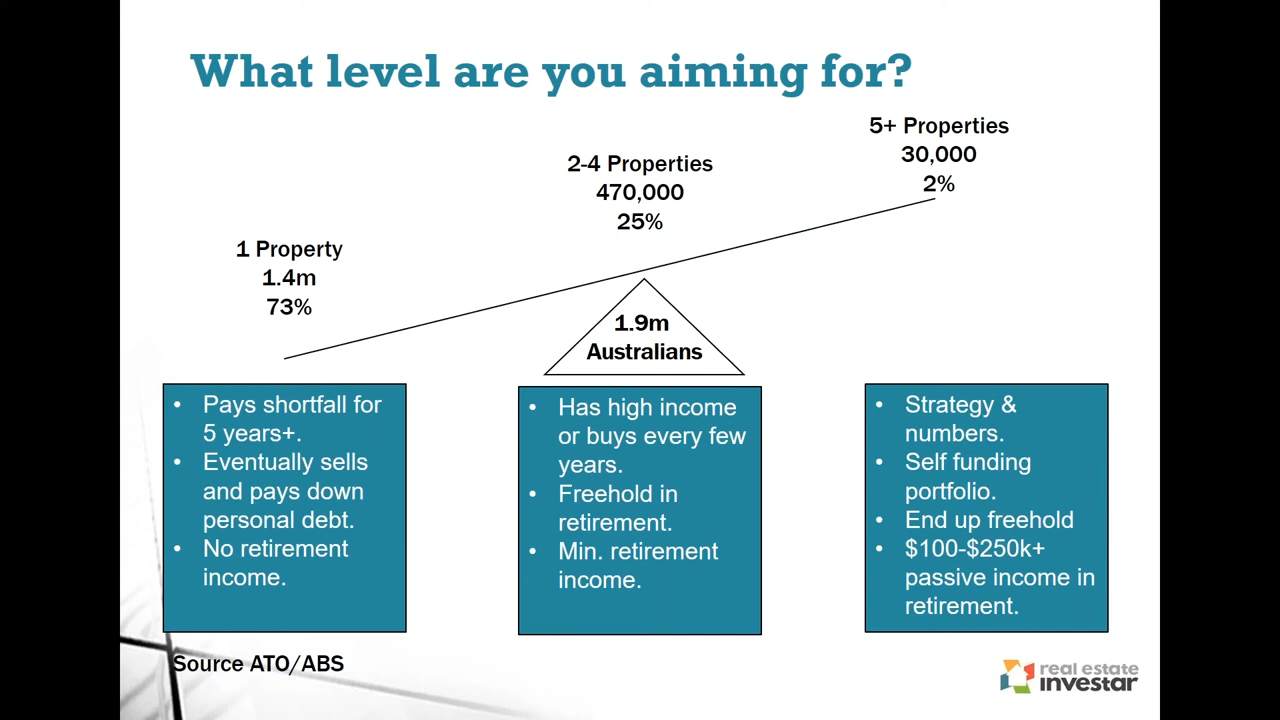 What level are you aiming for?
5+ Properties
30,000
2%
2-4 Properties
470,000
25%
1 Property
1.4m
73%
1.9m
Australians
• Pays shortfall for
5 years+.
• Eventually sells
and pays down
personal debt.
• No retirement
income.
• Has high income
or buys every few
years.
• Freehold in
retirement.
• Min. retirement
income.
• Strategy &
numbers.
• Self funding
portfolio.
• End up freehold
• $100-$250k+
passive income in
retirement.
Source ATO/ABS
real estate
investar